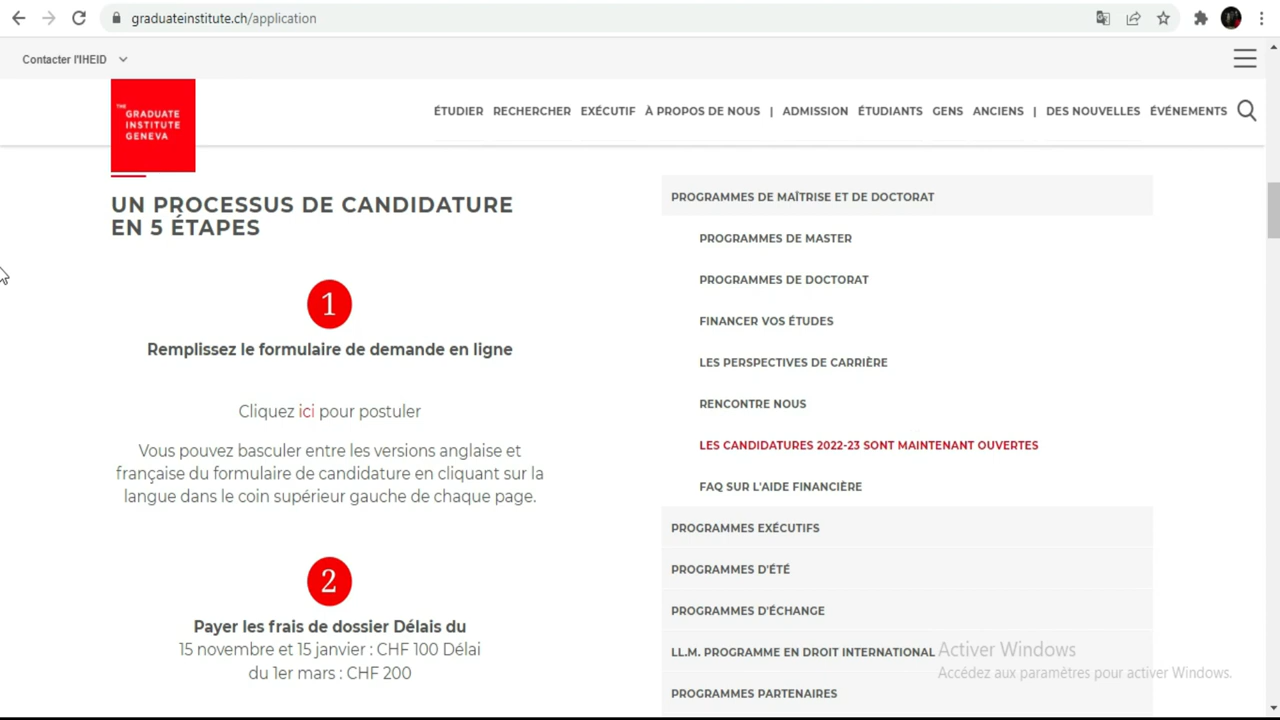 graduateinstitute.ch/application
Contacter l'IHEID
THE
GRADUATE
INSTITUTE
GENEVA
ÉTUDIER RECHERCHER EXÉCUTIF À PROPOS DE NOUS | ADMISSION ÉTUDIANTS GENS ANCIENS | DES NOUVELLES ÉVÉNEMENTS
UN PROCESSUS DE CANDIDATURE
EN 5 ÉTAPES
1
Remplissez le formulaire de demande en ligne
Cliquez ici pour postuler
Vous pouvez basculer entre les versions anglaise et
française du formulaire de candidature en cliquant sur la
langue dans le coin supérieur gauche de chaque page.
2
Payer les frais de dossier Délais du
15 novembre et 15 janvier : CHF 100 Délai
du 1er mars : CHF 200
PROGRAMMES DE MAÎTRISE ET DE DOCTORAT
PROGRAMMES DE MASTER
PROGRAMMES DE DOCTORAT
FINANCER VOS ÉTUDES
LES PERSPECTIVES DE CARRIÈRE
RENCONTRE NOUS
LES CANDIDATURES 2022-23 SONT MAINTENANT OUVERTES
FAQ SUR L'AIDE FINANCIÈRE
PROGRAMMES EXÉCUTIFS
PROGRAMMES D'ÉTÉ
PROGRAMMES D'ÉCHANGE
LL.M. PROGRAMME EN DROIT INTERNATIONAL
PROGRAMMES PARTENAIRES
Activer Windows
Accédez aux paramètres pour activer Windows.